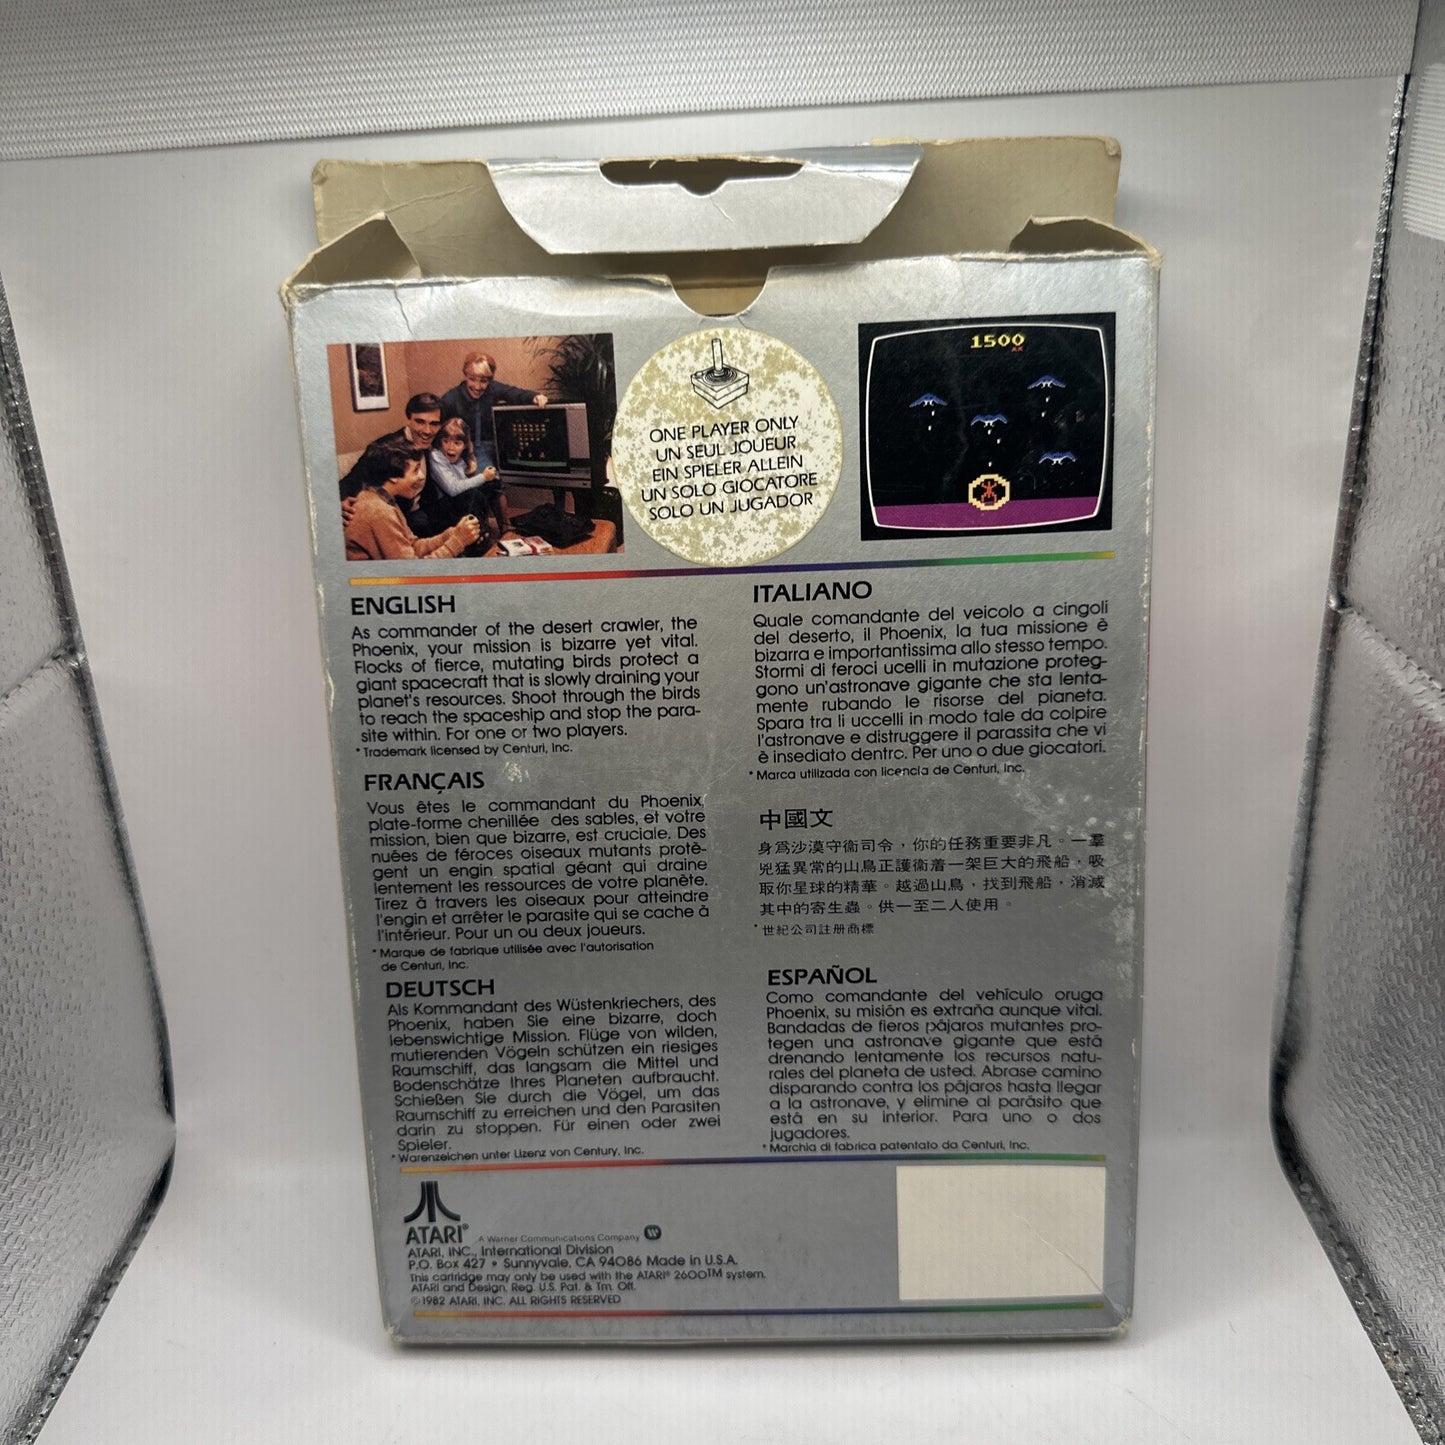 1500
ONE PLAYER ONLY
UN SEUL JOUEUR
EIN SPIELER ALLEIN
UN SOLO GIOCATORE
SOLO UN JUGADOR
ENGLISH
As commander of the desert crawler, the
Phoenix, your mission is bizarre yet vital.
Flocks of fierce, mutating birds protect a
giant spacecraft that is slowly draining your
planet's resources. Shoot through the birds
to reach the spaceship and stop the para-
site within. For one or two players.
* Trademark licensed by Centuri, Inc.
FRANÇAIS
Vous êtes le commandant du Phoenix,
plate-forme chenillée des sables, et votre
mission, bien que bizarre, est cruciale. Des
nuées de féroces oiseaux mutants protè-
gent un engin spatial géant qui draine
lentement les ressources de votre planète.
Tirez à travers les oiseaux pour atteindre
l'engin et arrêter le parasite qui se cache à
l'intérieur. Pour un ou deux joueurs.
* Marque de fabrique utilisée avec l'autorisation
de Centuri, Inc.
DEUTSCH
Als Kommandant des Wüstenkriechers, des
Phoenix, haben Sie eine bizarre, doch
lebenswichtige Mission. Flüge von wilden,
mutierenden Vögeln schützen ein riesiges
Raumschiff, das langsam die Mittel und
Bodenschätze Ihres Planeten aufbraucht.
Schießen Sie durch die Vögel, um das
Raumschiff zu erreichen und den Parasiten
darin zu stoppen. Für einen oder zwei
Spieler.
* Warenzeichen unter Lizenz von Century, Inc.
ITALIANO
Quale comandante del veicolo a cingoli
del deserto, il Phoenix, la tua missione è
bizarra e importantissima allo stesso tempo.
Stormi di feroci ucelli in mutazione proteg-
gono un'astronave gigante che sta lenta-
mente rubando le risorse del pianeta.
Spara tra li uccelli in modo tale da colpire
l'astronave e distruggere il parassita che vi
è insediato dentro. Per uno o due giocatori.
* Marca utilizada con licencia de Centuri, Inc.
中國文
身爲沙漠守衞司令，你的任務重要非凡。一羣
兇猛異常的山鳥正護衞着一架巨大的飛船，吸
取你星球的精華。越過山鳥，找到飛船，消滅
其中的寄生蟲。供一至二人使用。
* 世紀公司註册商標
ESPAÑOL
Como comandante del vehículo oruga
Phoenix, su misión es extraña aunque vital.
Bandadas de fieros pájaros mutantes pro-
tegen una astronave gigante que está
drenando lentamente los recursos natu-
rales del planeta de usted. Abrase camino
disparando contra los pájaros hasta llegar
a la astronave, y elimine al parásito que
está en su interior. Para uno o dos
jugadores.
* Marchia di fabrica patentato da Centuri, Inc.
ATARI®
A Warner Communications Company
ATARI, INC., International Division
P.O. Box 427 • Sunnyvale, CA 94086 Made in U.S.A.
This cartridge may only be used with the ATARI® 2600™ system.
ATARI and Design, Reg. U.S. Pat. & Tm. Off.
©1982 ATARI, INC. ALL RIGHTS RESERVED